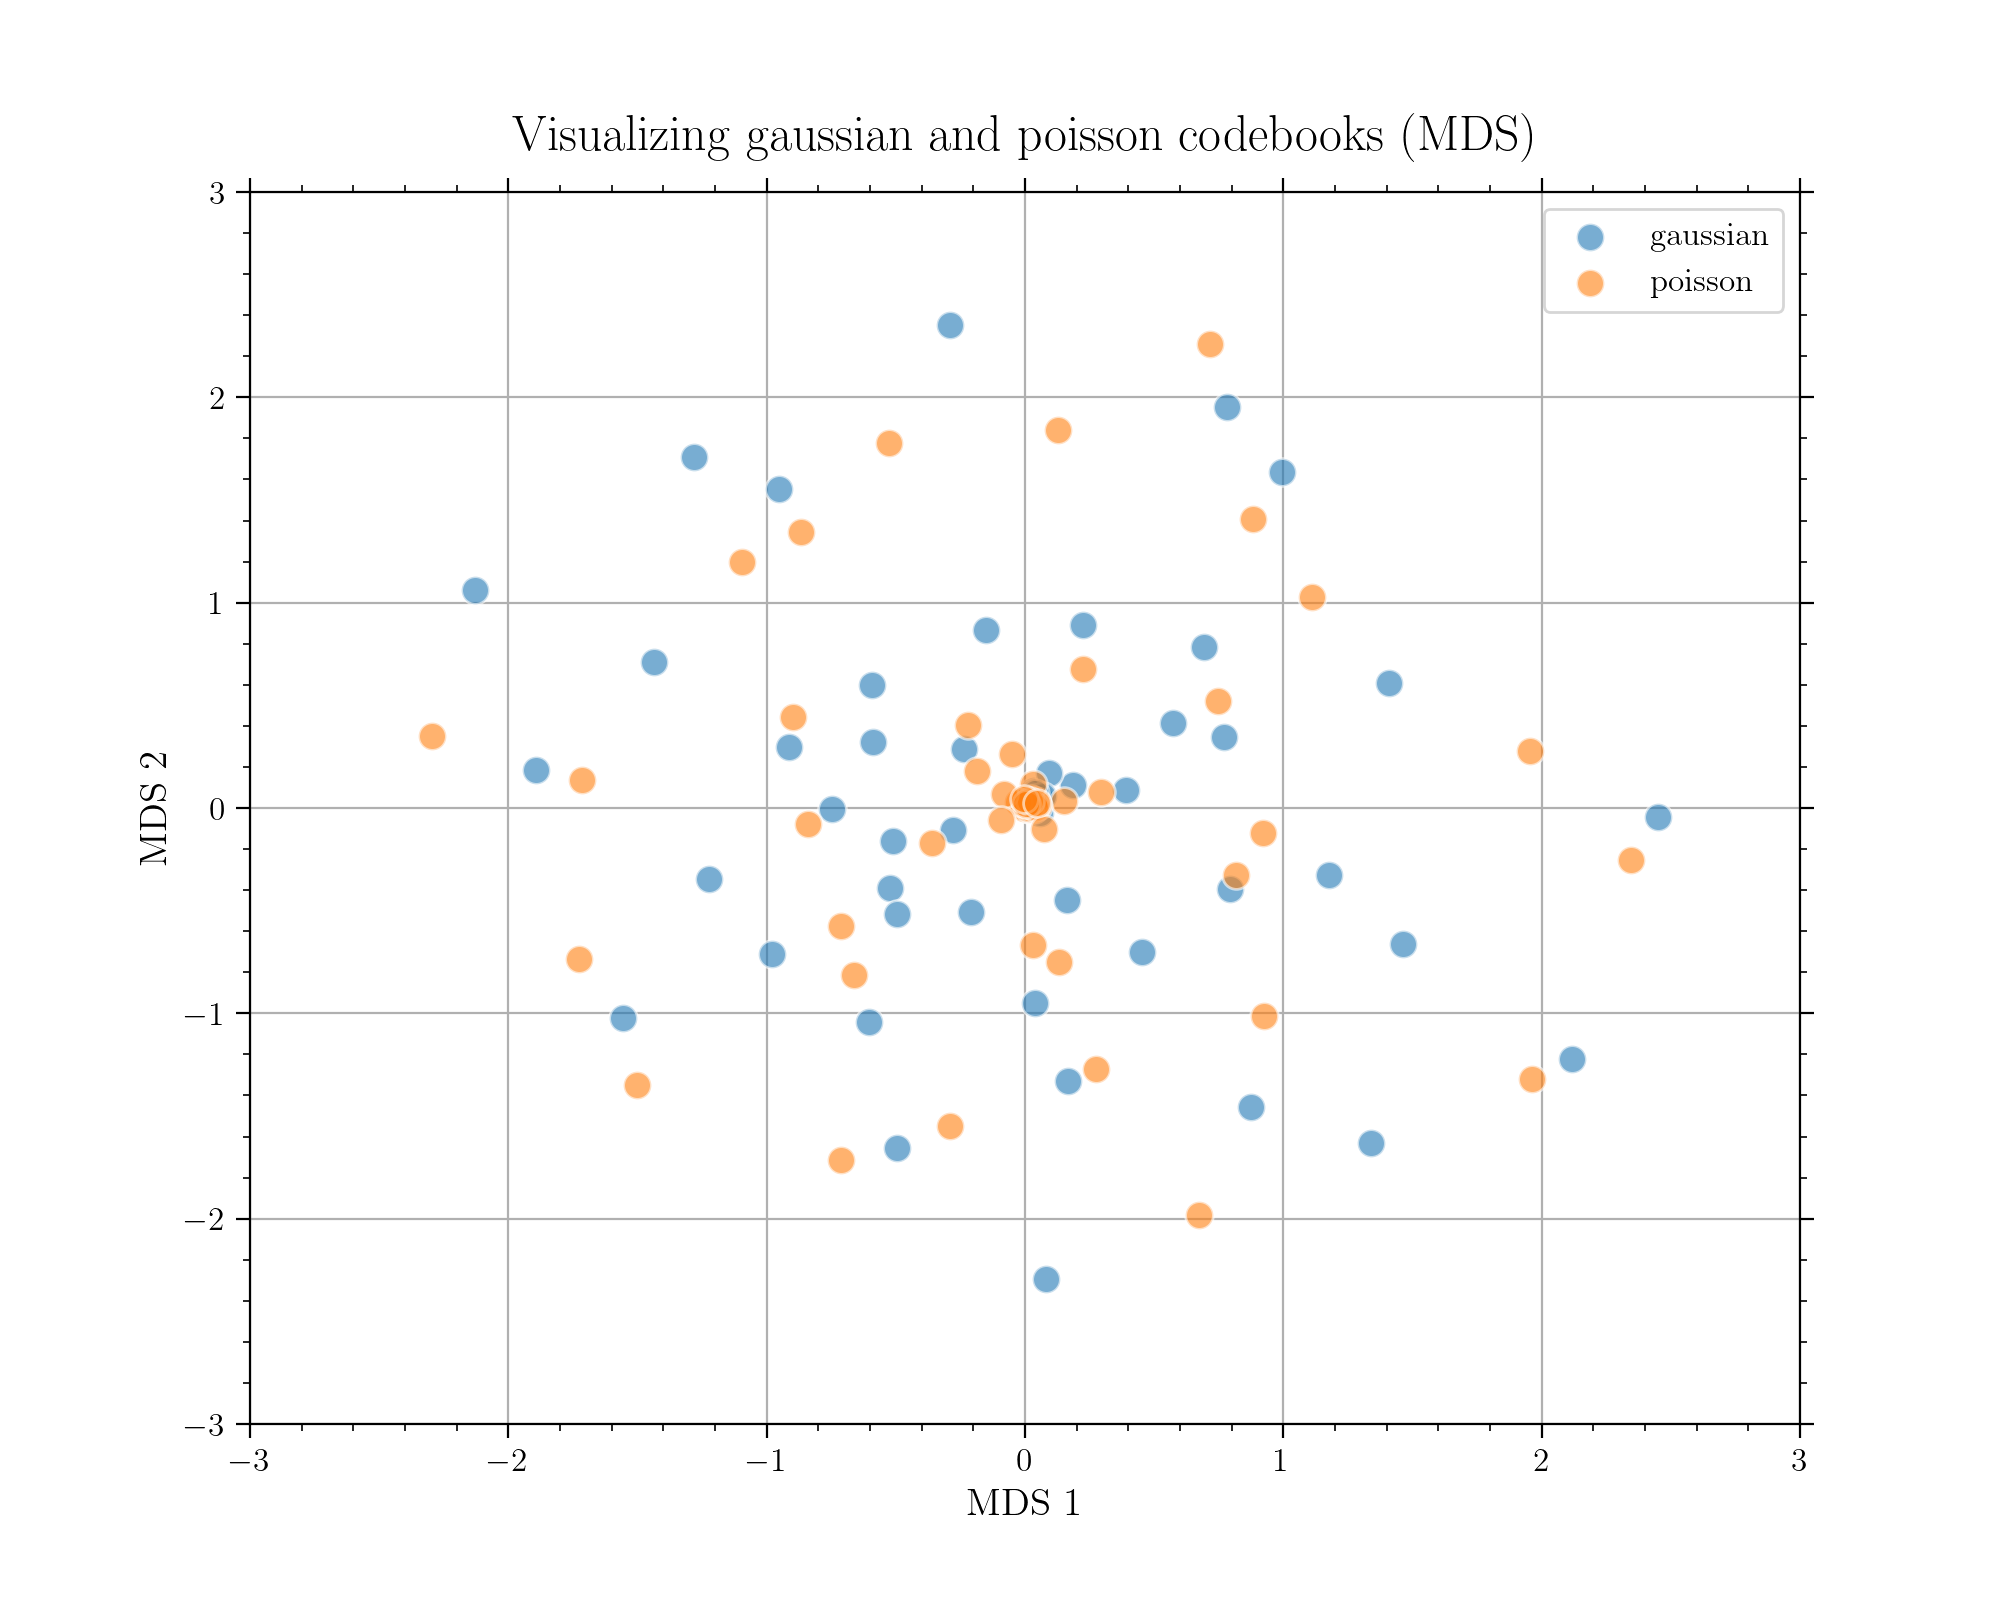 Visualizing gaussian and poisson codebooks (MDS)
gaussian
poisson
3
2
1
0
−1
−2
−3
MDS 2
−3 −2 −1 0 1 2 3
MDS 1